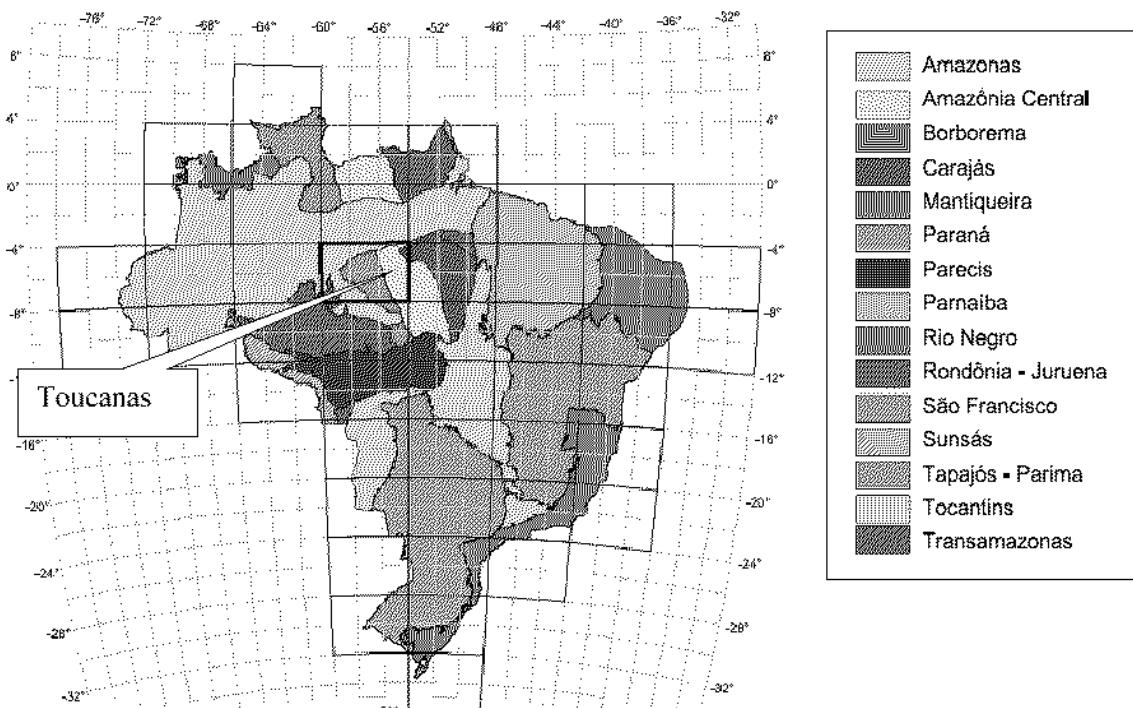 -76° -72° -68° -64° -60° -56° -52° -48° -44° -40° -36° -32°
8° 8°
4° 4°
0° 0°
-4° -4°
-8° -8°
-12°
-16° -16°
-20° -20°
-24° -24°
-28° -28°
-32° -32°
Toucanas
Amazonas
Amazônia Central
Borborema
Carajás
Mantiqueira
Paraná
Parecis
Parnaiba
Rio Negro
Rondônia - Juruena
São Francisco
Sunsás
Tapajós - Parima
Tocantins
Transamazonas